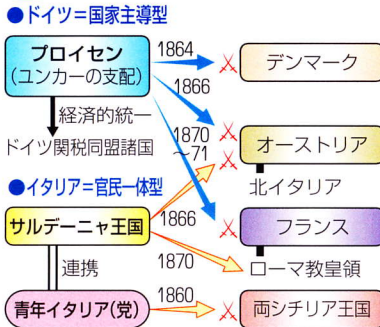 ●ドイツ=国家主導型
プロイセン
(ユンカーの支配)
1864
デンマーク
1866
経済的統一
ドイツ関税同盟諸国
1870
~71
オーストリア
北イタリア
●イタリア=官民一体型
サルデーニャ王国
1866
フランス
連携
1870
ローマ教皇領
青年イタリア(党)
1860
両シチリア王国